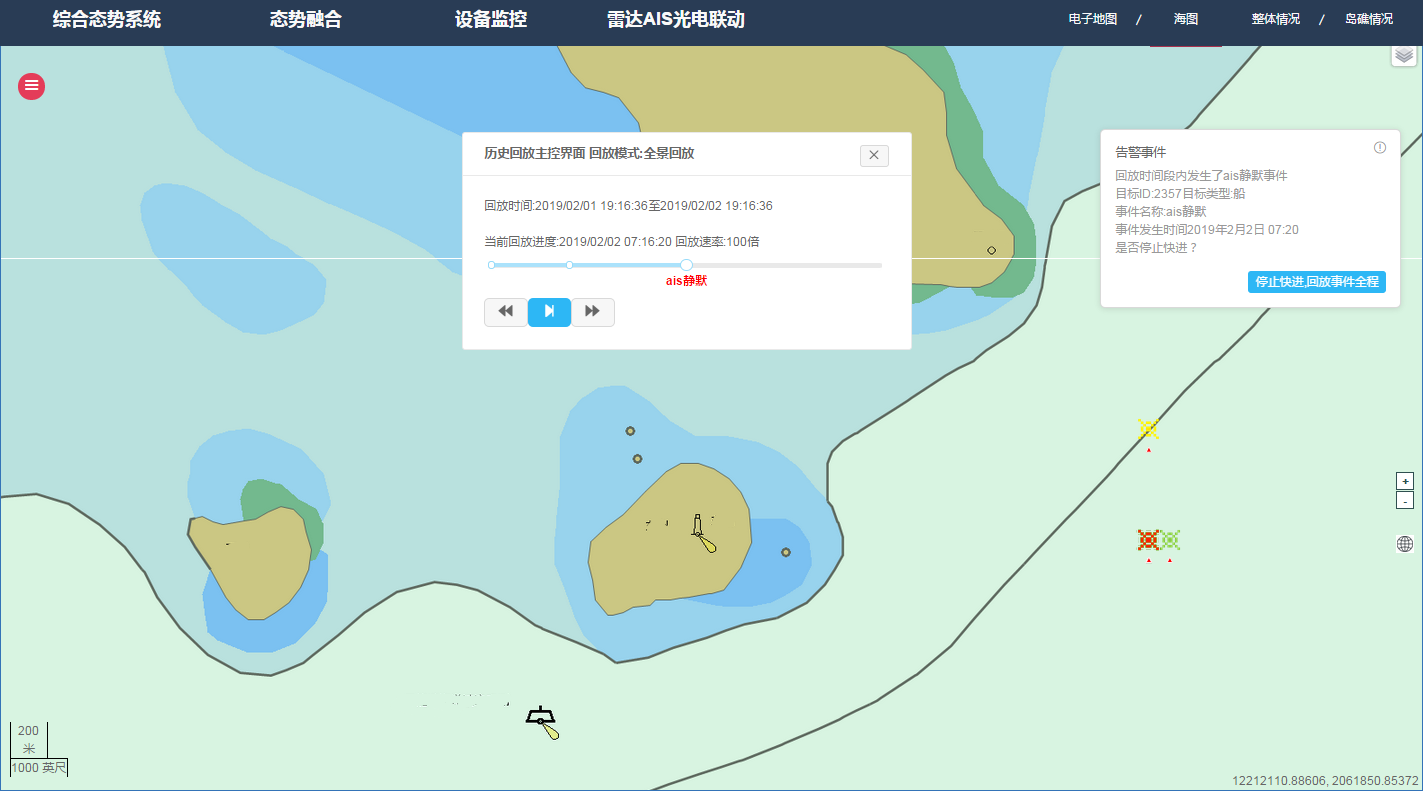 综合态势系统 态势融合 设备监控 雷达AIS光电联动 电子地图 / 海图 整体情况 / 岛礁情况
历史回放主控界面 回放模式:全景回放
回放时间:2019/02/01 19:16:36至2019/02/02 19:16:36
当前回放进度:2019/02/02 07:16:20 回放速率:100倍
ais静默
告警事件
回放时间段内发生了ais静默事件
目标ID:2357目标类型:船
事件名称:ais静默
事件发生时间2019年2月2日 07:20
是否停止快进？
停止快进,回放事件全程
+
-
200
米
1000 英尺
12212110.88606, 2061850.85372